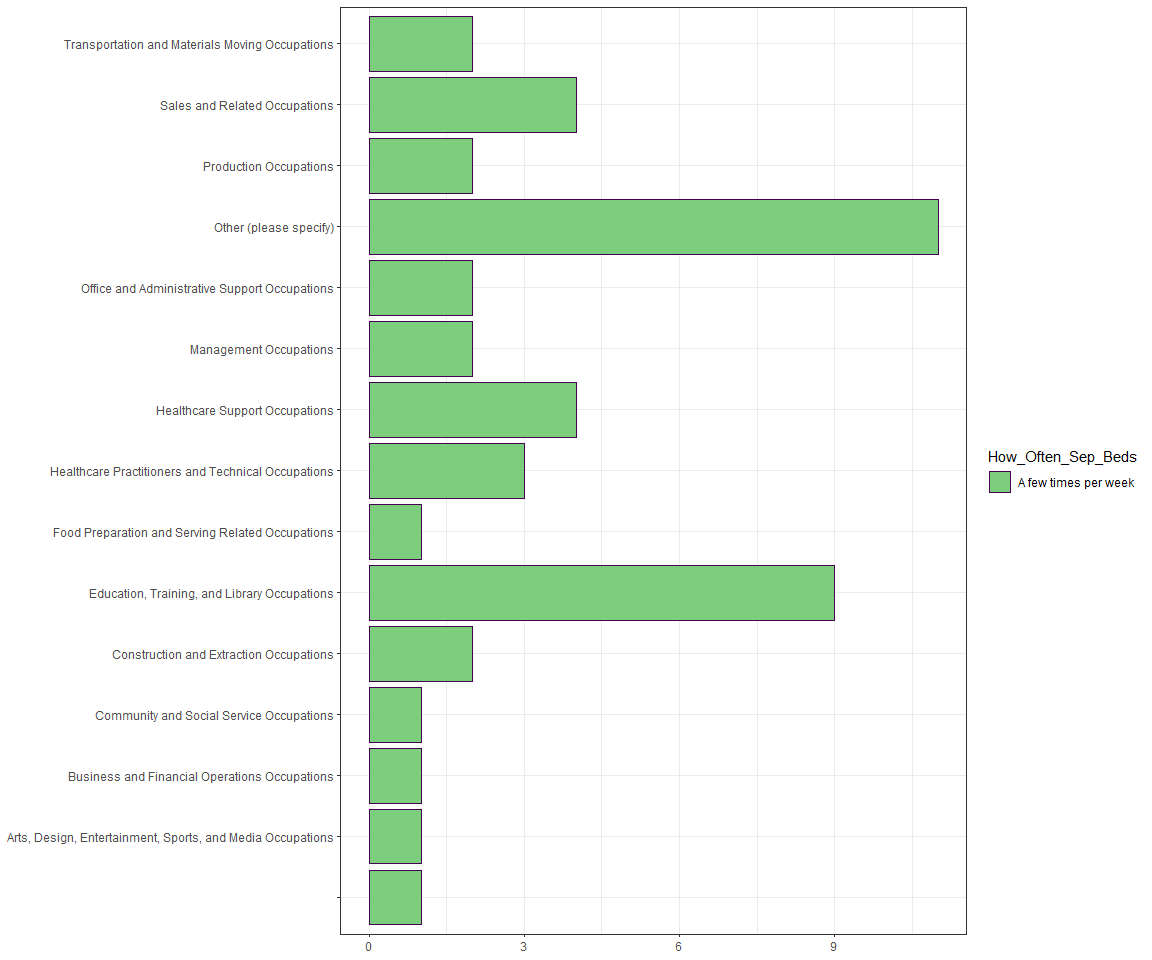 Transportation and Materials Moving Occupations
Sales and Related Occupations
Production Occupations
Other (please specify)
Office and Administrative Support Occupations
Management Occupations
Healthcare Support Occupations
Healthcare Practitioners and Technical Occupations
Food Preparation and Serving Related Occupations
Education, Training, and Library Occupations
Construction and Extraction Occupations
Community and Social Service Occupations
Business and Financial Operations Occupations
Arts, Design, Entertainment, Sports, and Media Occupations
0 3 6 9
How_Often_Sep_Beds
A few times per week